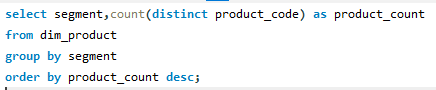 select segment,count(distinct product_code) as product_count
from dim_product
group by segment
order by product_count desc;